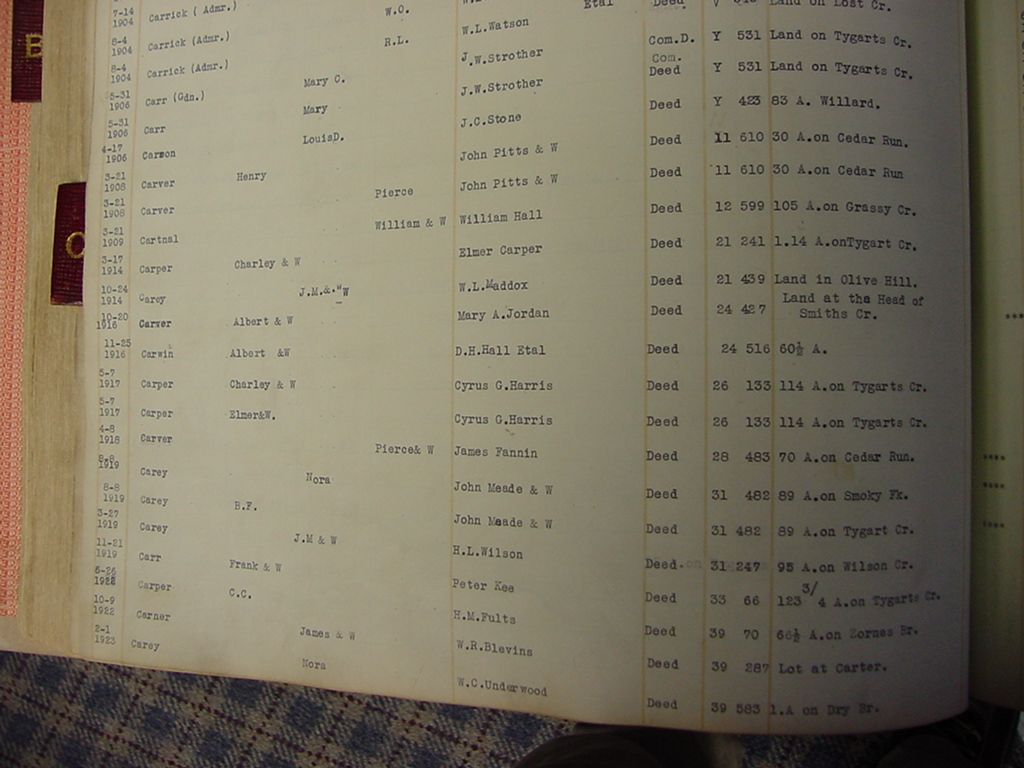 7-14 1904 Carrick (Admr.) Etal Deed V Land on Lost Cr.
8-4 1904 Carrick (Admr.) W.O. W.L.Watson
8-4 1904 Carrick (Admr.) R.L. J.W.Strother Com.D. Y 531 Land on Tygarts Cr.
5-31 1906 Carr (Gdn.) Mary C. J.W.Strother Com. Deed Y 531 Land on Tygarts Cr.
5-31 1906 Carr Mary J.C.Stone Deed Y 423 83 A. Willard.
4-17 1906 Carmon LouisD. John Pitts & W Deed 11 610 30 A.on Cedar Run.
3-21 1908 Carver Henry John Pitts & W Deed 11 610 30 A.on Cedar Run
3-21 1908 Carver Pierce William Hall Deed 12 599 105 A.on Grassy Cr.
3-21 1909 Cartnal William & W Elmer Carper Deed 21 241 1.14 A.onTygart Cr.
3-17 1914 Carper Charley & W W.L.Maddox Deed 21 439 Land in Olive Hill.
10-24 1914 Carey J.M.&."W Mary A.Jordan Deed 24 427 Land at the Head of
Smiths Cr.
10-20 1916 Carver Albert & W
11-25 1916 Carwin Albert &W D.H.Hall Etal Deed 24 516 60½ A.
5-7 1917 Carper Charley & W Cyrus G.Harris Deed 26 133 114 A.on Tygarts Cr.
5-7 1917 Carper Elmer&W. Cyrus G.Harris Deed 26 133 114 A.on Tygarts Cr.
4-8 1918 Carver Pierce& W James Fannin Deed 28 483 70 A.on Cedar Run.
8-8 1919 Carey Nora John Meade & W Deed 31 482 89 A.on Smoky Fk.
8-8 1919 Carey B.F. John Meade & W Deed 31 482 89 A.on Tygart Cr.
3-27 1919 Carey J.M & W H.L.Wilson Deed. 31 247 95 A.on Wilson Cr.
11-21 1919 Carr Frank & W Peter Kee Deed 33 66 123 3/4 A.on Tygarts Cr.
6-26 1922 Carper C.C. H.M.Fults Deed 39 70 66½ A.on Zornes Br.
10-9 1922 Carner James & W W.R.Blevins Deed 39 287 Lot at Carter.
2-1 1923 Carey Nora W.C.Underwood Deed 39 583 1.A on Dry Br.
B
C